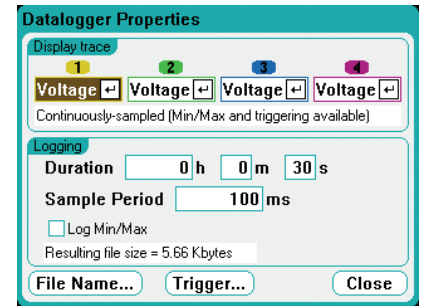 Datalogger Properties
Display trace
1 2 3 4
Voltage ↵ Voltage ↵ Voltage ↵ Voltage ↵
Continuously-sampled (Min/Max and triggering available)
Logging
Duration 0 h 0 m 30 s
Sample Period 100 ms
Log Min/Max
Resulting file size = 5.66 Kbytes
File Name... Trigger... Close